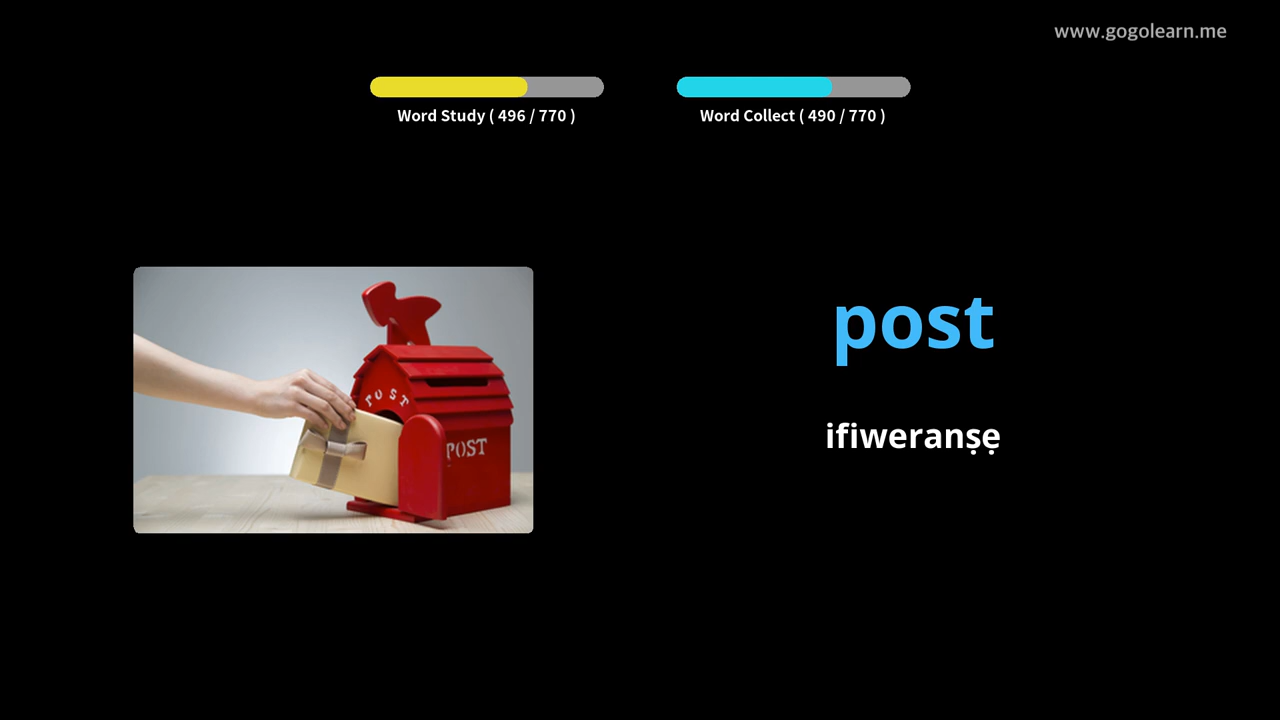 www.gogolearn.me
Word Study ( 496 / 770 )
Word Collect ( 490 / 770 )
post
ifiweranṣẹ
POST
POST